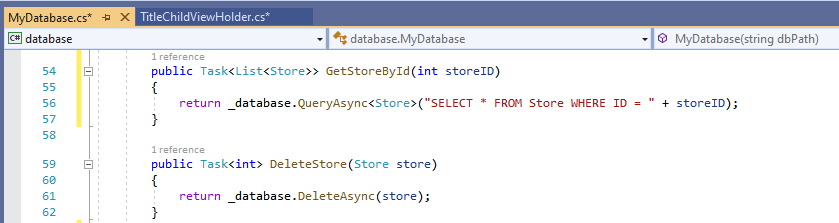 MyDatabase.cs* TitleChildViewHolder.cs*
C# database database.MyDatabase MyDatabase(string dbPath)
1 reference
54 public Task<List<Store>> GetStoreById(int storeID)
55 {
56 return _database.QueryAsync<Store>("SELECT * FROM Store WHERE ID = " + storeID);
57 }
58
1 reference
59 public Task<int> DeleteStore(Store store)
60 {
61 return _database.DeleteAsync(store);
62 }